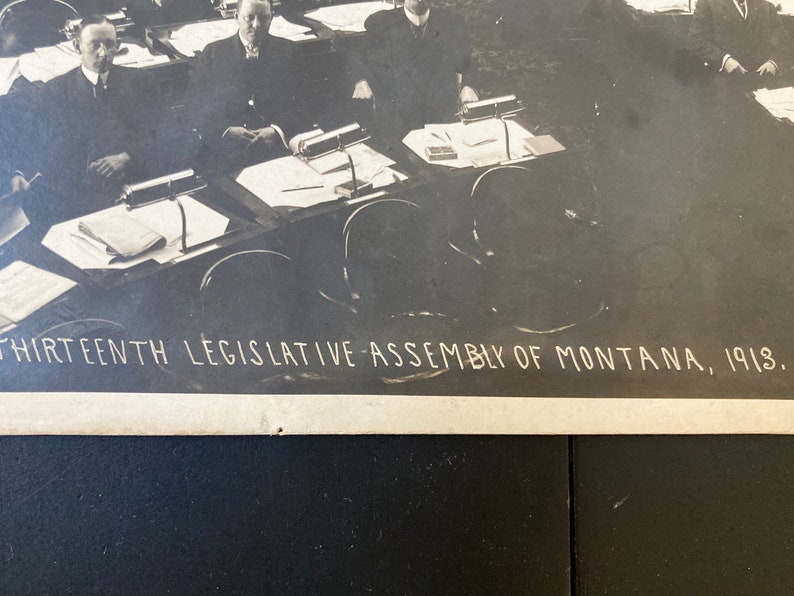 THIRTEENTH LEGISLATIVE ASSEMBLY OF MONTANA, 1913.